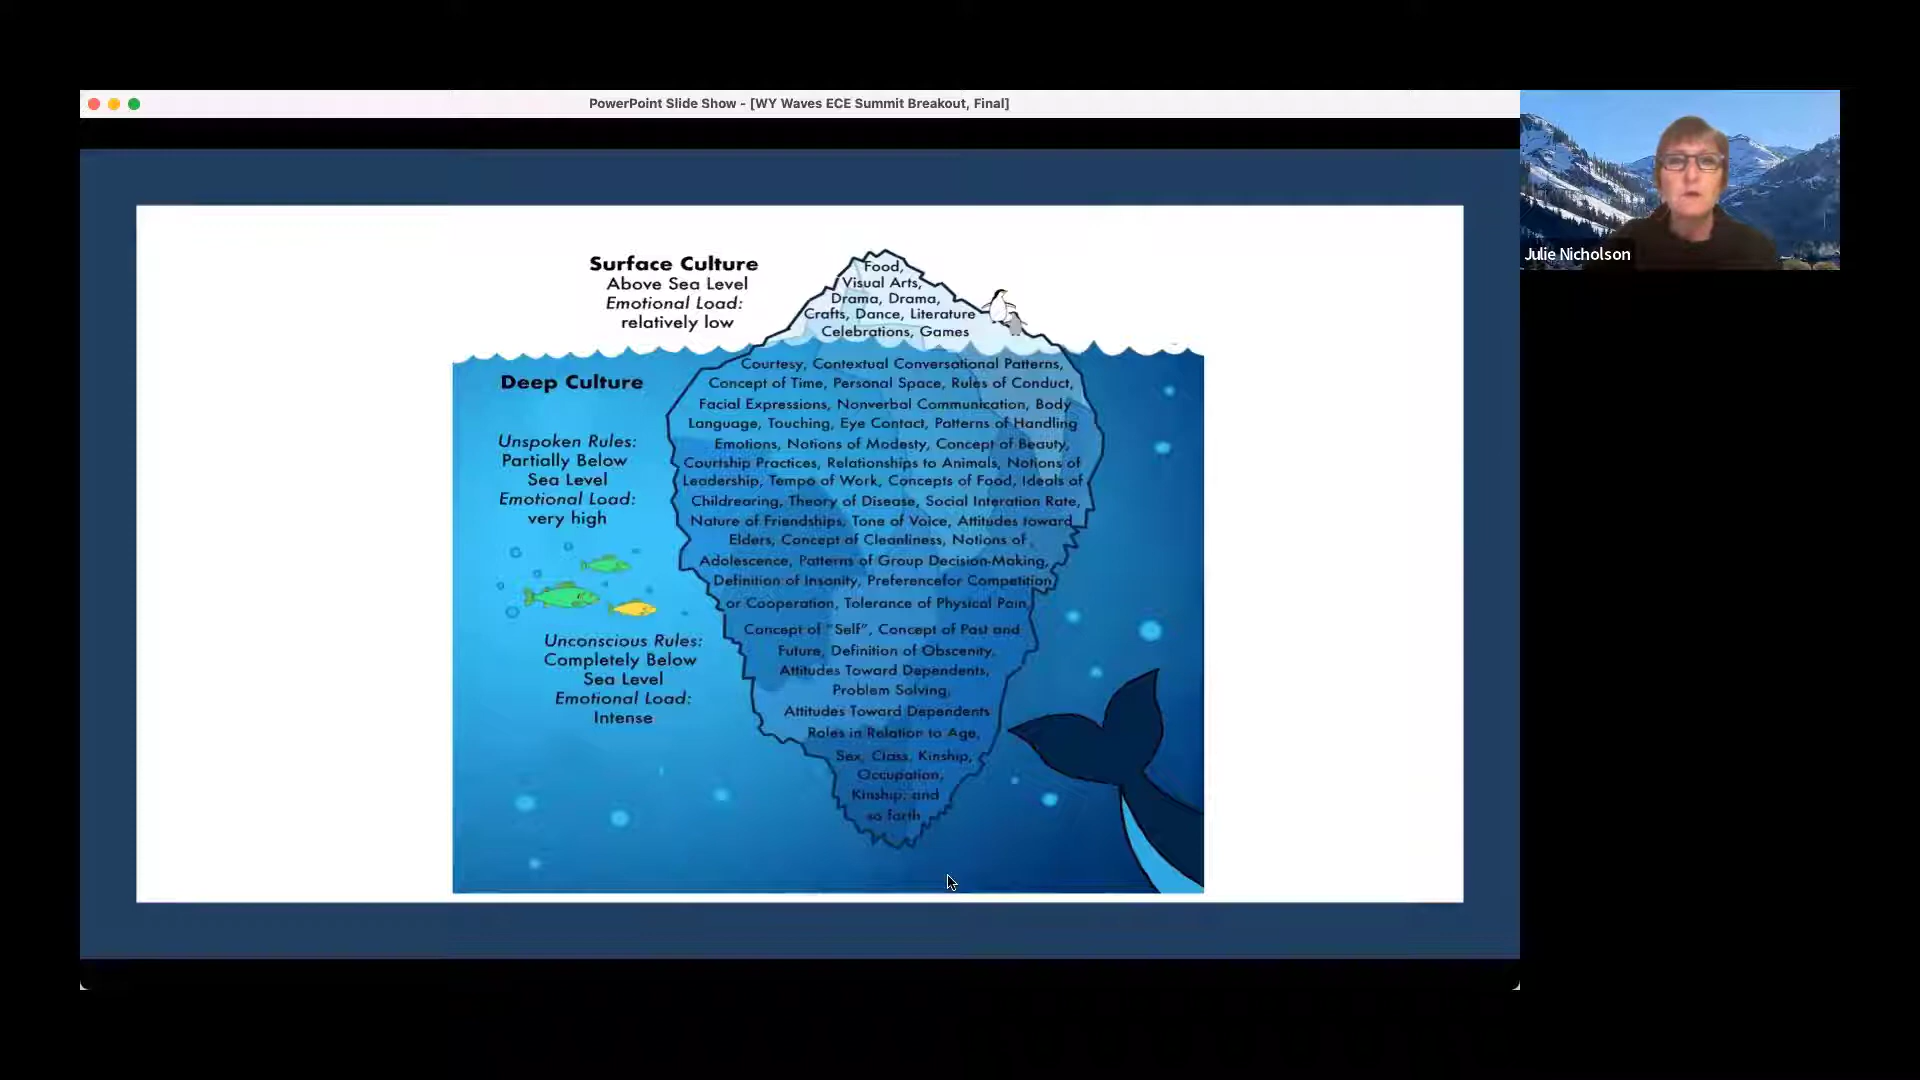 PowerPoint Slide Show - [WY Waves ECE Summit Breakout, Final]
Julie Nicholson
Surface Culture
Above Sea Level
Emotional Load:
relatively low
Food,
Visual Arts,
Drama, Drama,
Crafts, Dance, Literature
Celebrations, Games
Deep Culture
Unspoken Rules:
Partially Below
Sea Level
Emotional Load:
very high
Unconscious Rules:
Completely Below
Sea Level
Emotional Load:
Intense
Courtesy, Contextual Conversational Patterns,
Concept of Time, Personal Space, Rules of Conduct,
Facial Expressions, Nonverbal Communication, Body
Language, Touching, Eye Contact, Patterns of Handling
Emotions, Notions of Modesty, Concept of Beauty,
Courtship Practices, Relationships to Animals, Notions of
Leadership, Tempo of Work, Concepts of Food, Ideals of
Childrearing, Theory of Disease, Social Interation Rate,
Nature of Friendships, Tone of Voice, Attitudes toward
Elders, Concept of Cleanliness, Notions of
Adolescence, Patterns of Group Decision-Making,
Definition of Insanity, Preferencefor Competition
or Cooperation, Tolerance of Physical Pain,
Concept of "Self", Concept of Past and
Future, Definition of Obscenity,
Attitudes Toward Dependents,
Problem Solving,
Attitudes Toward Dependents
Roles in Relation to Age,
Sex, Class, Kinship,
Occupation,
Kinship, and
so forth